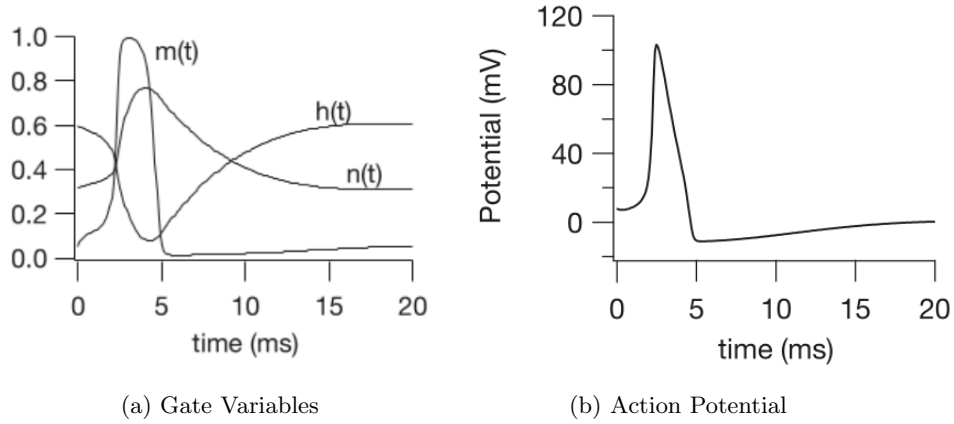 1.0
0.8
0.6
0.4
0.2
0.0
m(t)
h(t)
n(t)
0 5 10 15 20
time (ms)
(a) Gate Variables
120
80
40
0
Potential (mV)
0 5 10 15 20
time (ms)
(b) Action Potential